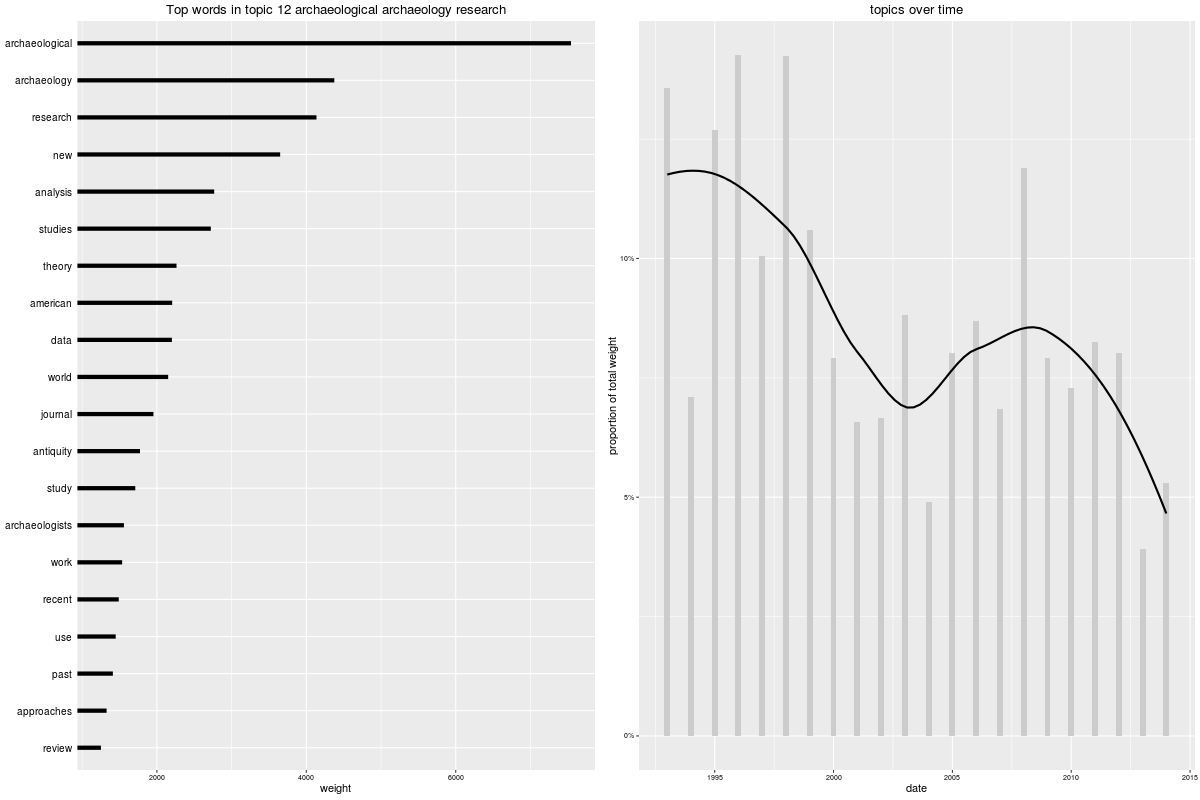 Top words in topic 12 archaeological archaeology research
archaeological
archaeology
research
new
analysis
studies
theory
american
data
world
journal
antiquity
study
archaeologists
work
recent
use
past
approaches
review
2000 4000 6000
weight
topics over time
proportion of total weight
10%
5%
0%
1995 2000 2005 2010 2015
date